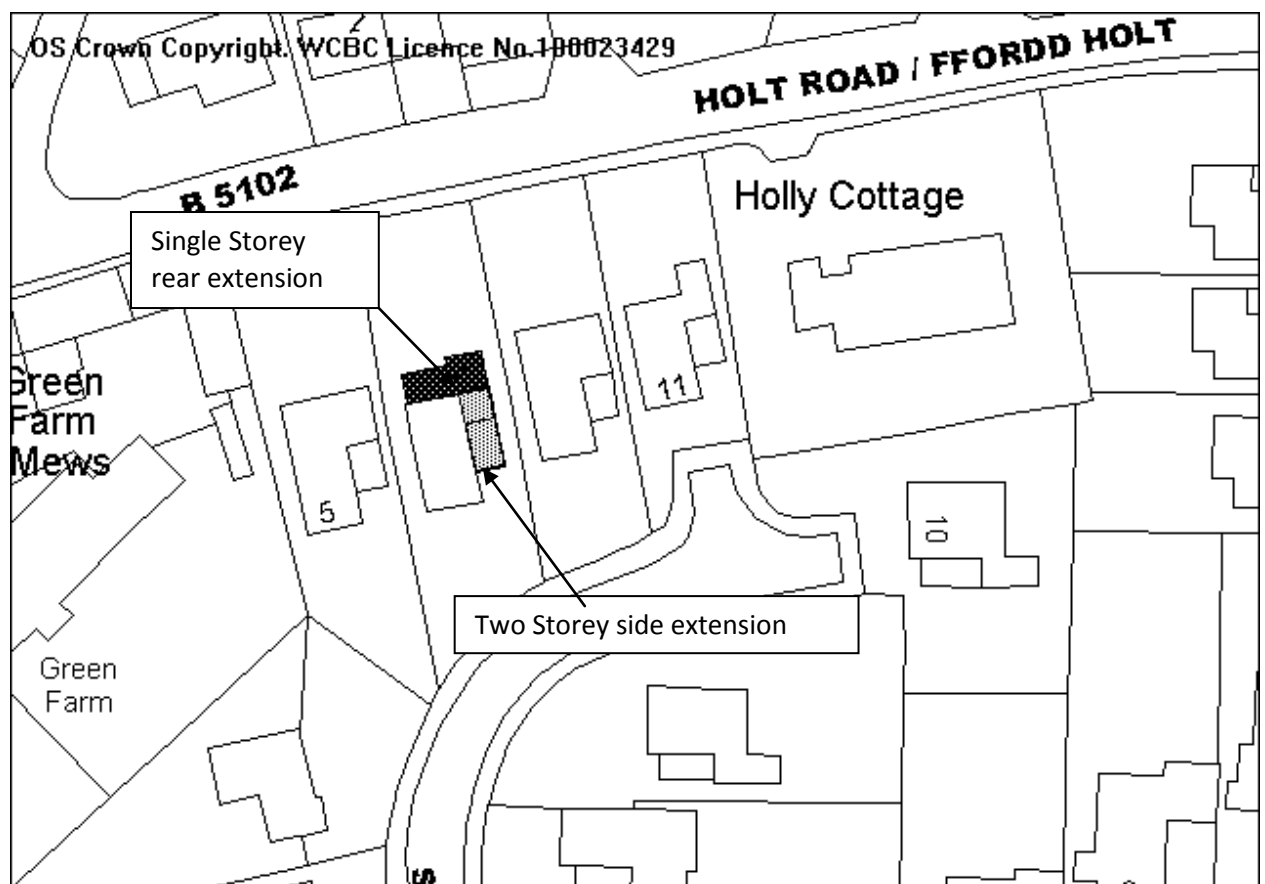 OS Crown Copyright. WCBC Licence No.100023429
HOLT ROAD / FFORDD HOLT
B 5102
Holly Cottage
Single Storey
rear extension
Green
Farm
Mews
11
5
10
Two Storey side extension
Green
Farm
S